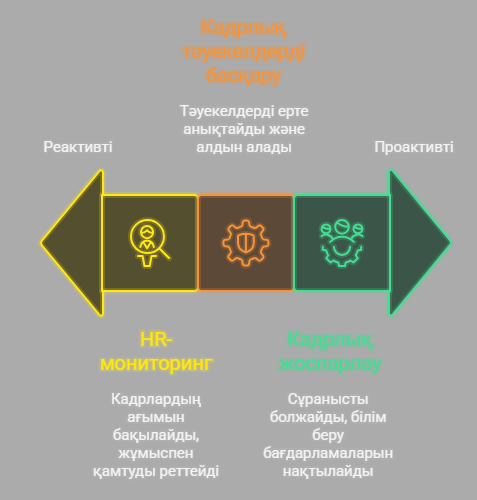 Кадрлық
тәуекелдерді
басқару
Тәуекелдерді ерте
анықтайды және
алдын алады
Реактивті
Проактивті
HR-
мониторинг
Кадрлардың
ағымын
бақылайды,
жұмыспен
қамтуды реттейді
Кадрлық
жоспарлау
Сұранысты
болжайды, білім
беру
бағдарламаларын
нақтылайды